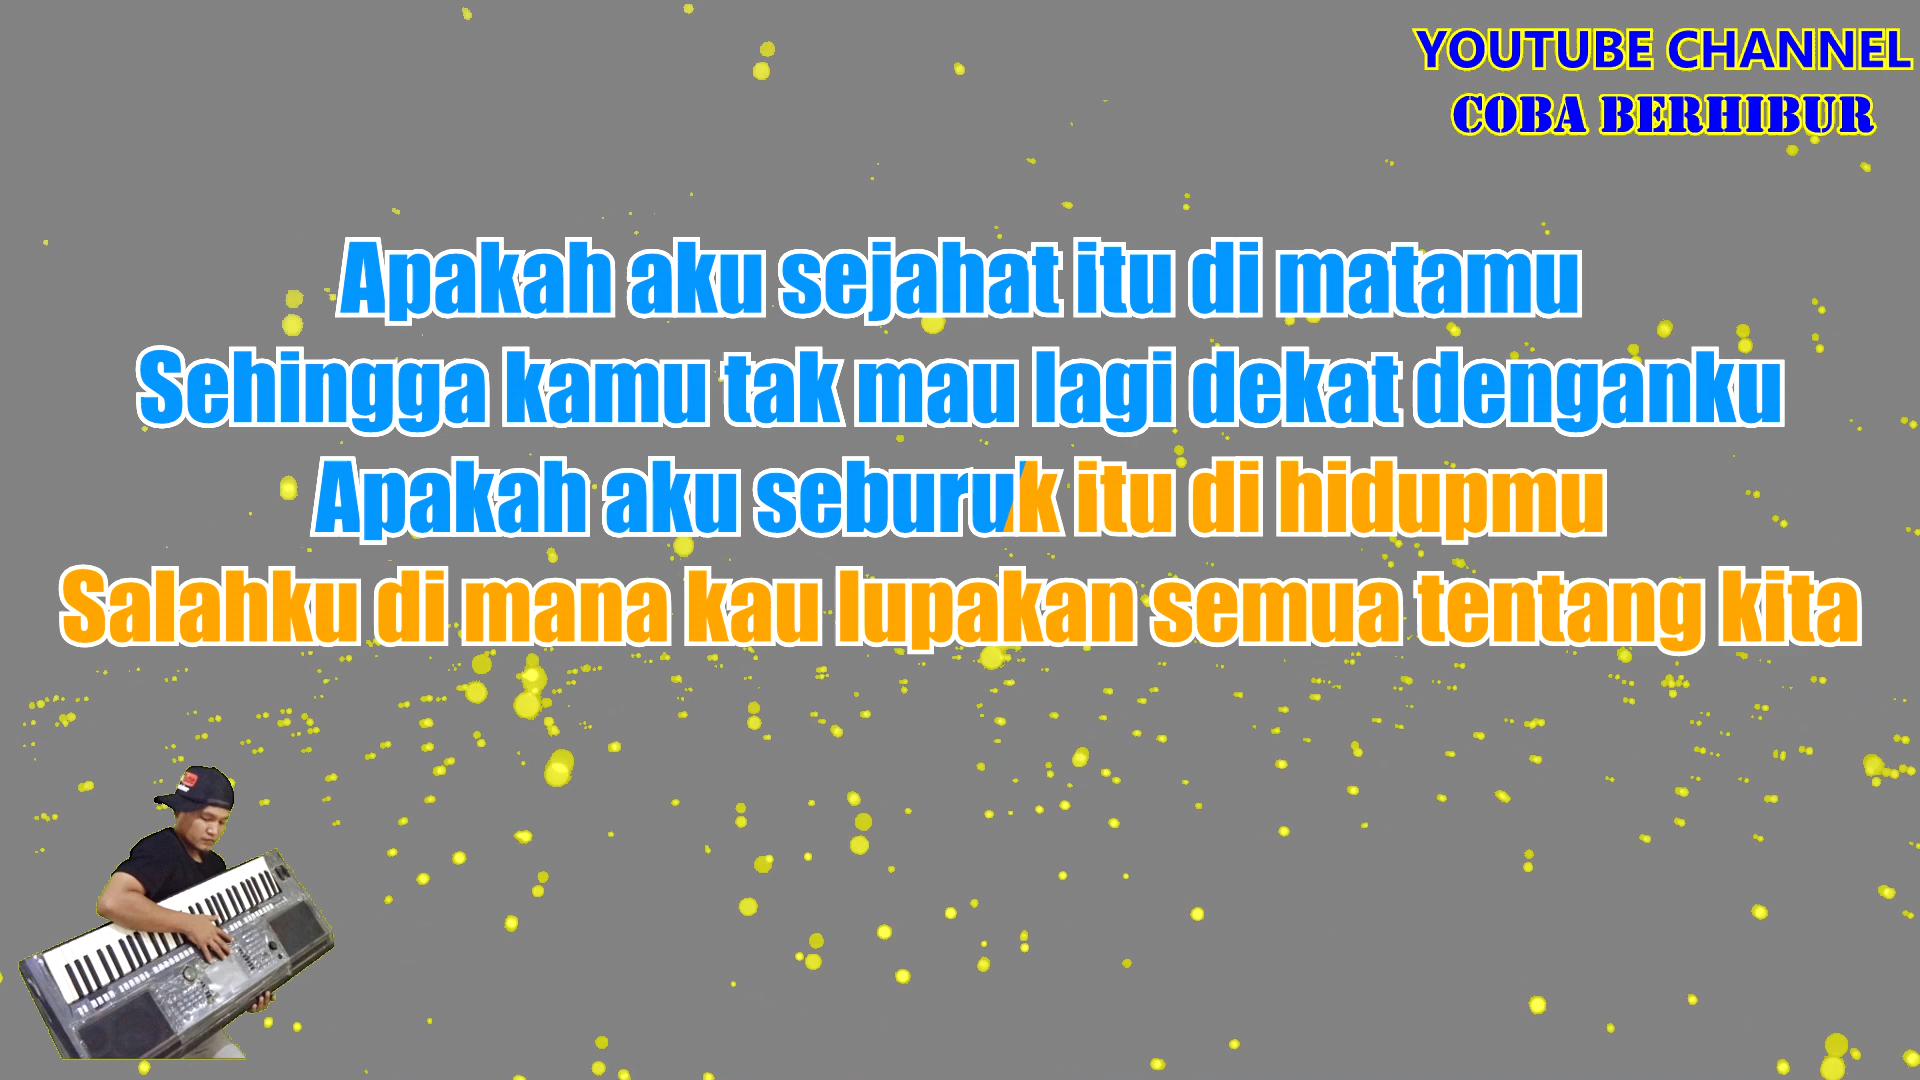 YOUTUBE CHANNEL
COBA BERHIBUR
Apakah aku sejahat itu di matamu
Sehingga kamu tak mau lagi dekat denganku
Apakah aku seburuk itu di hidupmu
Salahku di mana kau lupakan semua tentang kita